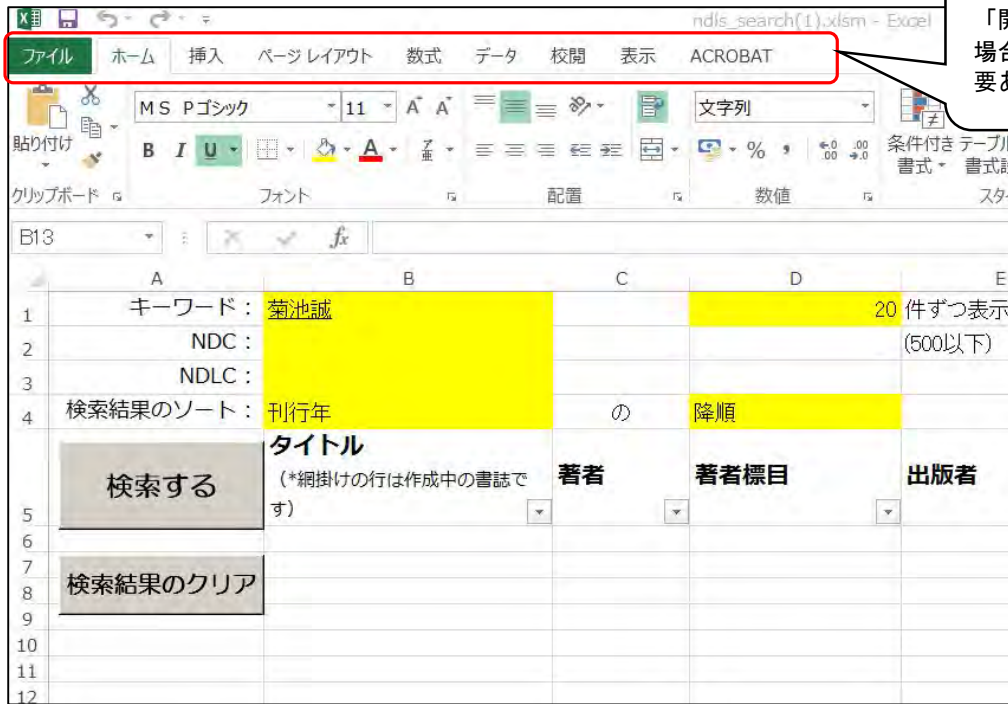 ndls_search(1).xlsm - Excel
「開
場合
要あ
ファイル ホーム 挿入 ページ レイアウト 数式 データ 校閲 表示 ACROBAT
ＭＳ Ｐゴシック 11 A A 文字列
貼り付け B I U A % 条件付き書式 テーブル書式設
クリップボード フォント 配置 数値 スター
B13 fx
A B C D E
1 キーワード： 菊池誠 20 件ずつ表示
2 NDC： (500以下)
3 NDLC：
4 検索結果のソート： 刊行年 の 降順
タイトル
検索する （*網掛けの行は作成中の書誌で 著者 著者標目 出版者
5 す）
6
7
8 検索結果のクリア
9
10
11
12